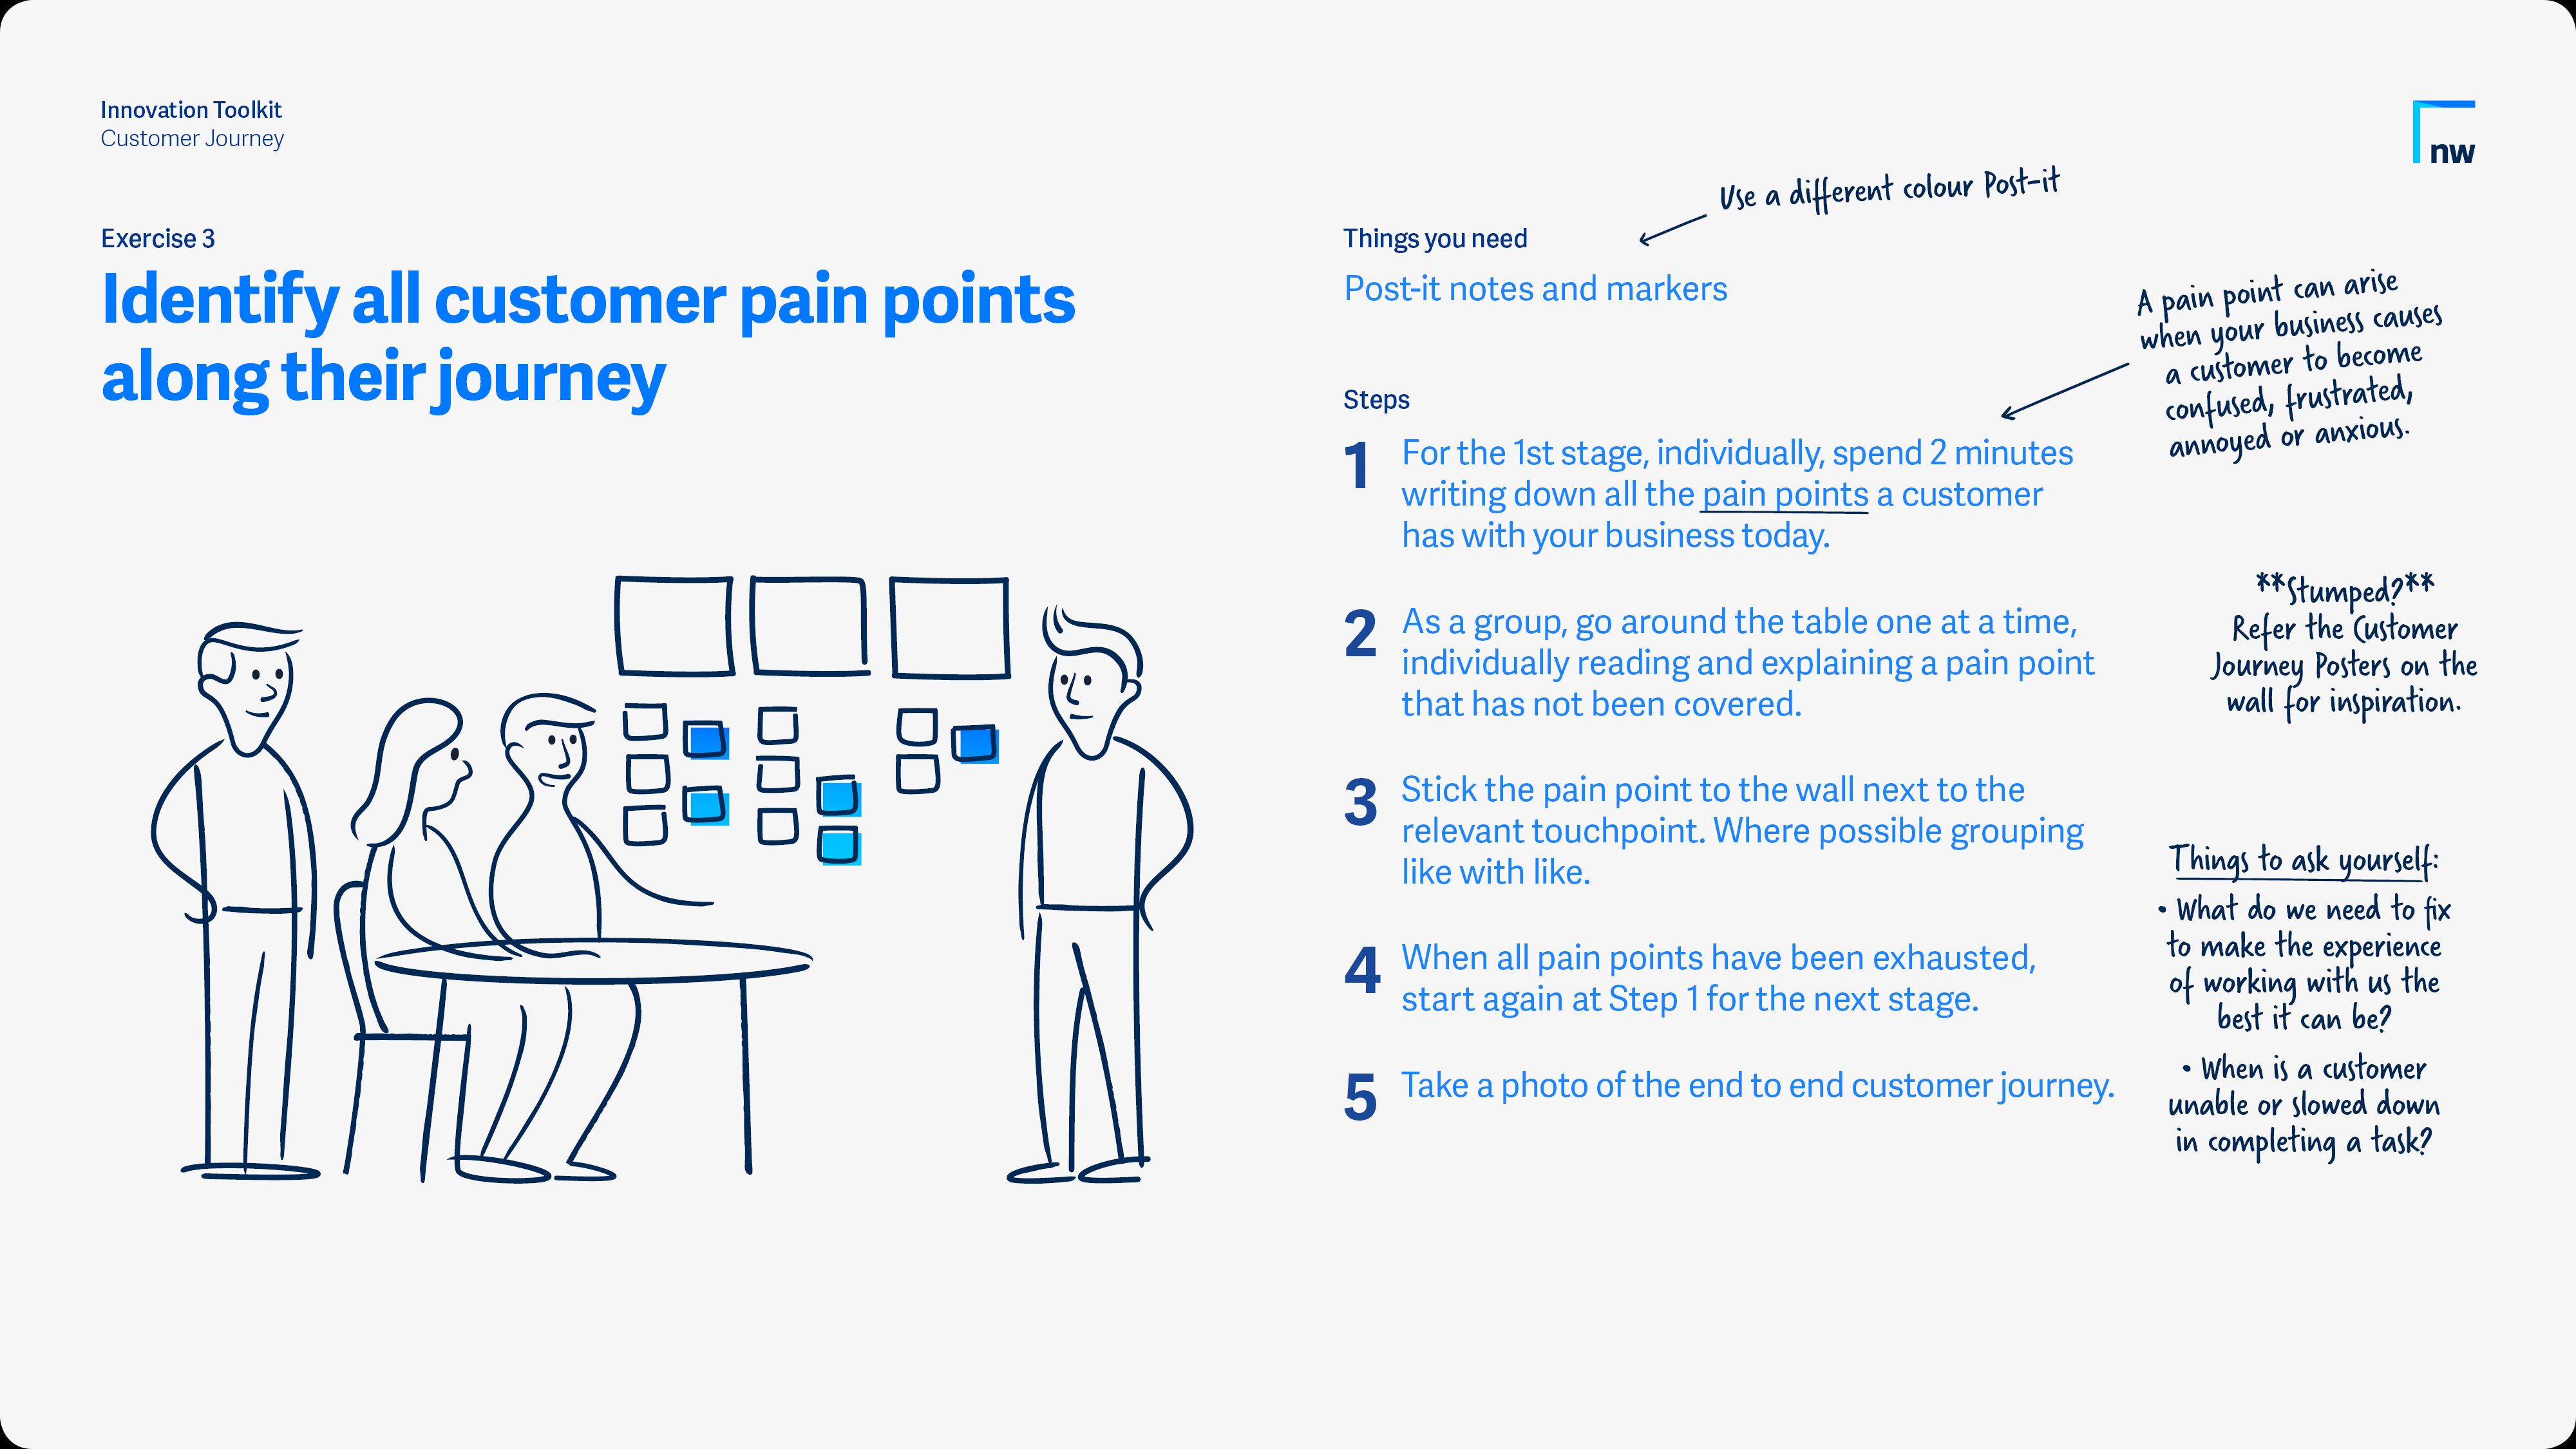 Innovation Toolkit
Customer Journey
nw
Exercise 3
Identify all customer pain points
along their journey
Use a different colour Post-it
Things you need
Post-it notes and markers
A pain point can arise
when your business causes
a customer to become
confused, frustrated,
annoyed or anxious.
Steps
1
For the 1st stage, individually, spend 2 minutes
writing down all the pain points a customer
has with your business today.
2
As a group, go around the table one at a time,
individually reading and explaining a pain point
that has not been covered.
3
Stick the pain point to the wall next to the
relevant touchpoint. Where possible grouping
like with like.
4
When all pain points have been exhausted,
start again at Step 1 for the next stage.
5
Take a photo of the end to end customer journey.
**Stumped?**
Refer the Customer
Journey Posters on the
wall for inspiration.
Things to ask yourself:
• What do we need to fix
to make the experience
of working with us the
best it can be?
• When is a customer
unable or slowed down
in completing a task?